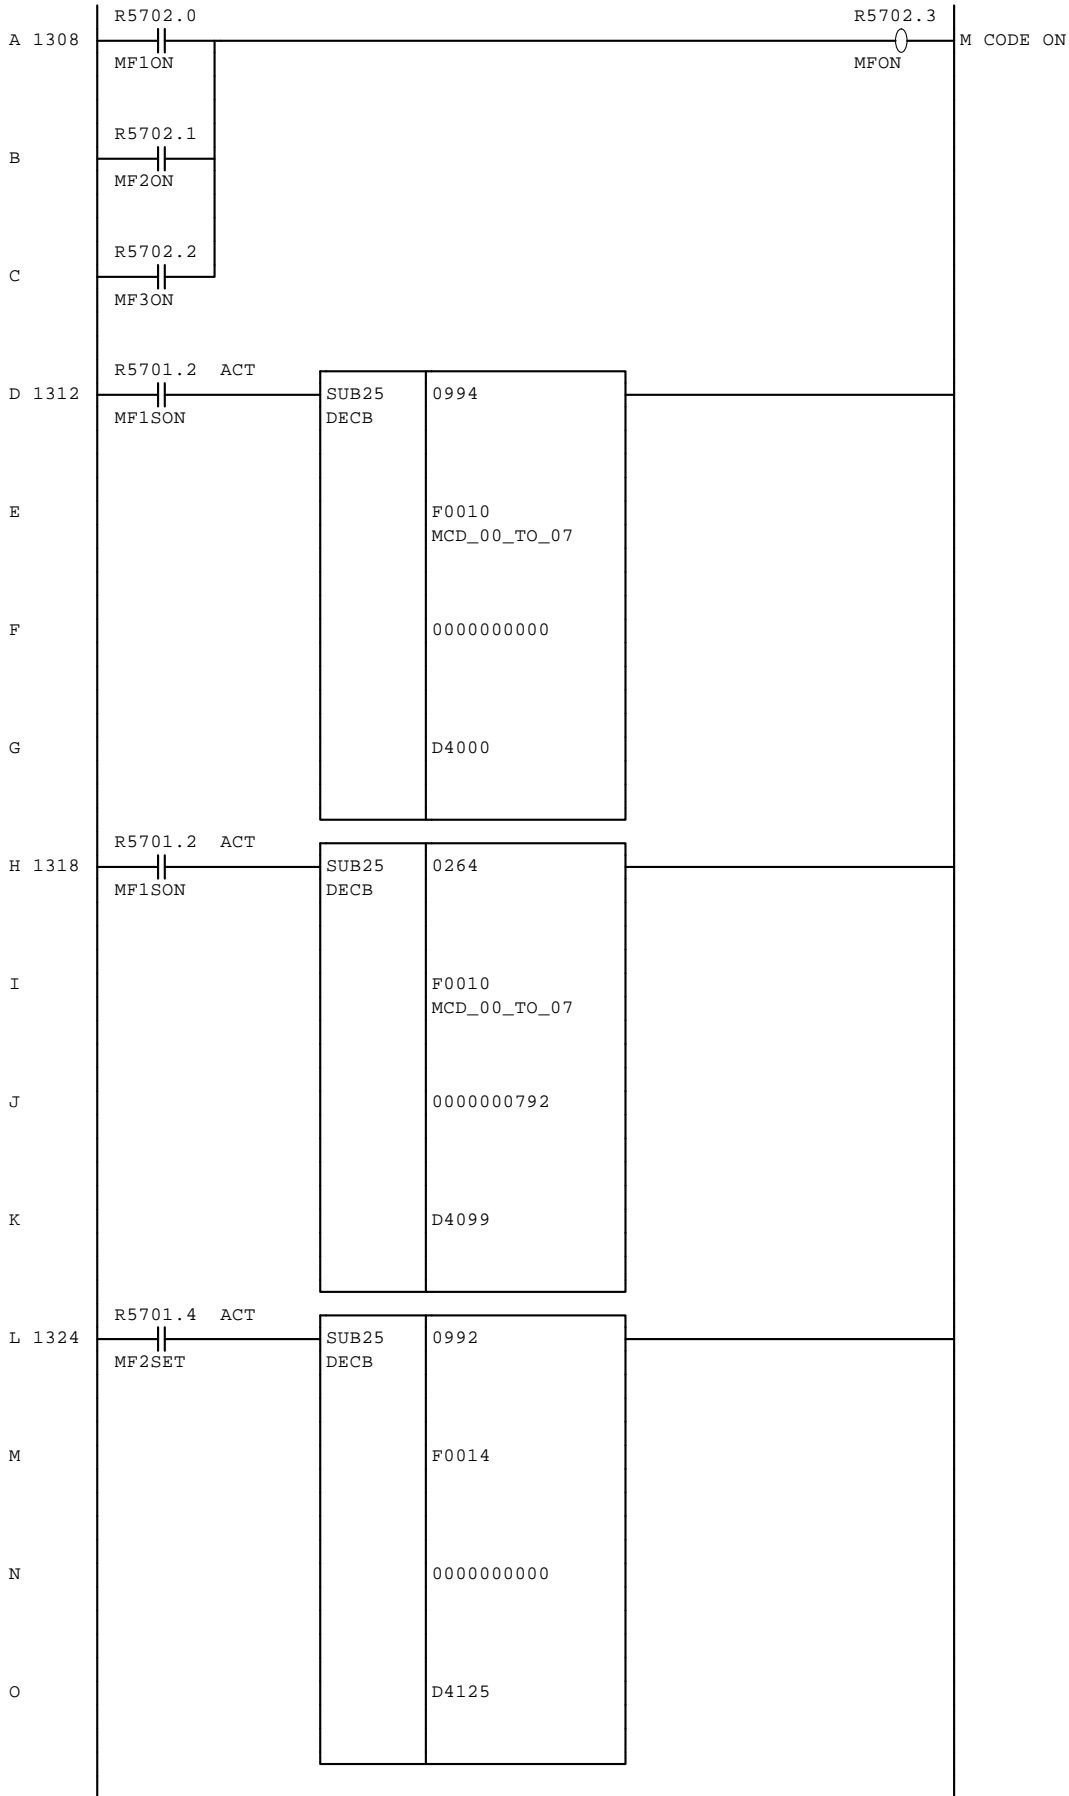 R5702.0 R5702.3
A 1308 M CODE ON
MF1ON MFON
R5702.1
B
MF2ON
R5702.2
C
MF3ON
R5701.2 ACT
D 1312 SUB25 0994
MF1SON DECB
E F0010
MCD_00_TO_07
F 0000000000
G D4000
R5701.2 ACT
H 1318 SUB25 0264
MF1SON DECB
I F0010
MCD_00_TO_07
J 0000000792
K D4099
R5701.4 ACT
L 1324 SUB25 0992
MF2SET DECB
M F0014
N 0000000000
O D4125